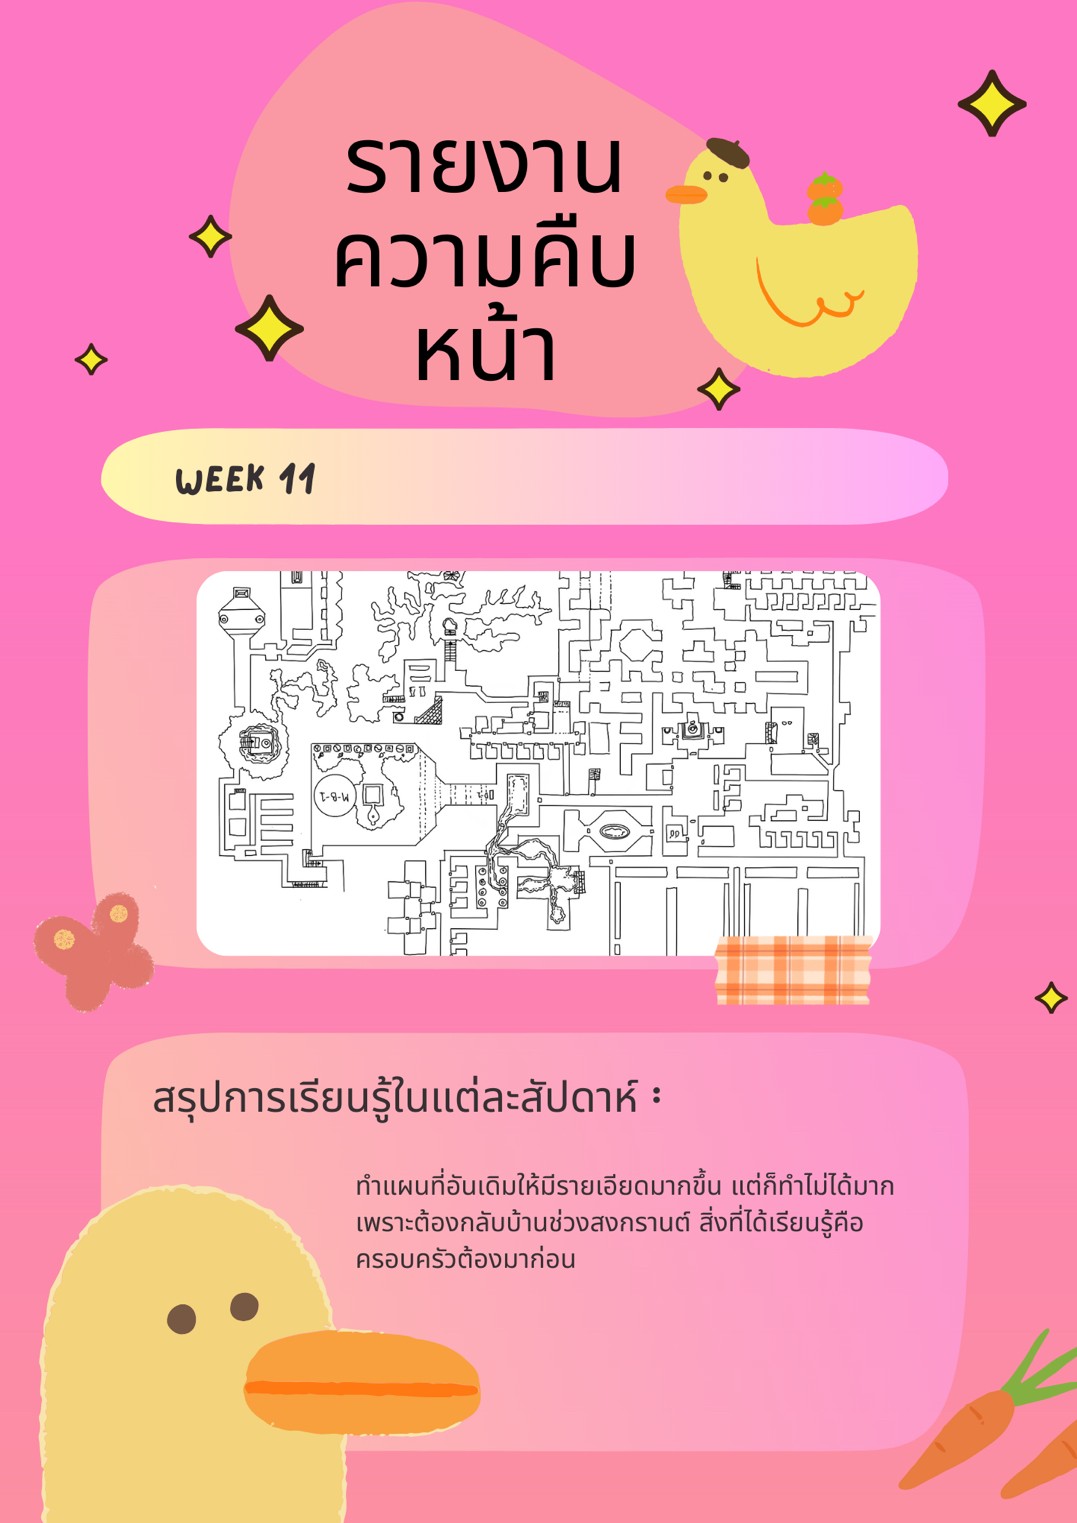 รายงาน
ความคืบ
หน้า
WEEK 11
M-B-1
สรุปการเรียนรู้ในแต่ละสัปดาห์ :
ทำแผนที่อันเดิมให้มีรายเอียดมากขึ้น แต่ก็ทำไม่ได้มาก
เพราะต้องกลับบ้านช่วงสงกรานต์ สิ่งที่ได้เรียนรู้คือ
ครอบครัวต้องมาก่อน